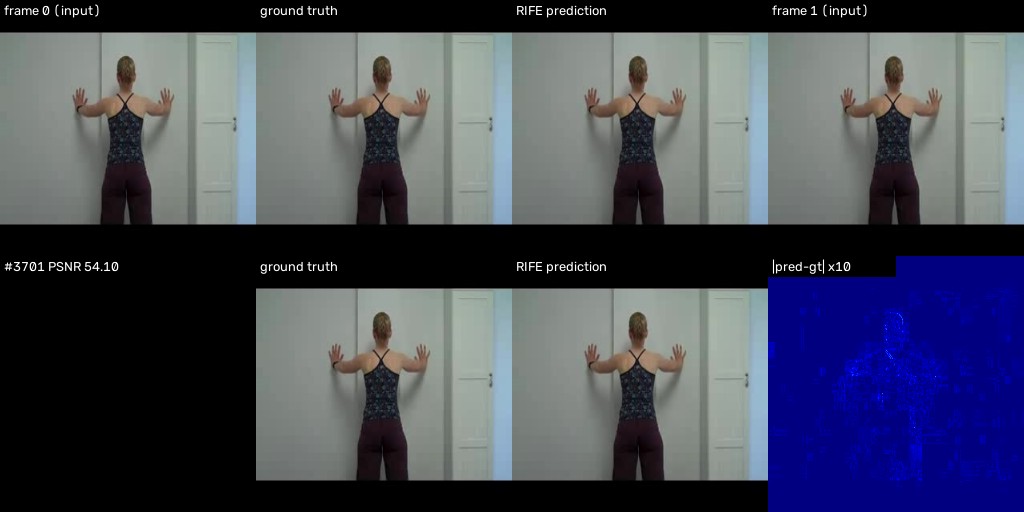 frame 0 (input)
ground truth
RIFE prediction
frame 1 (input)
#3701 PSNR 54.10
ground truth
RIFE prediction
|pred-gt| x10